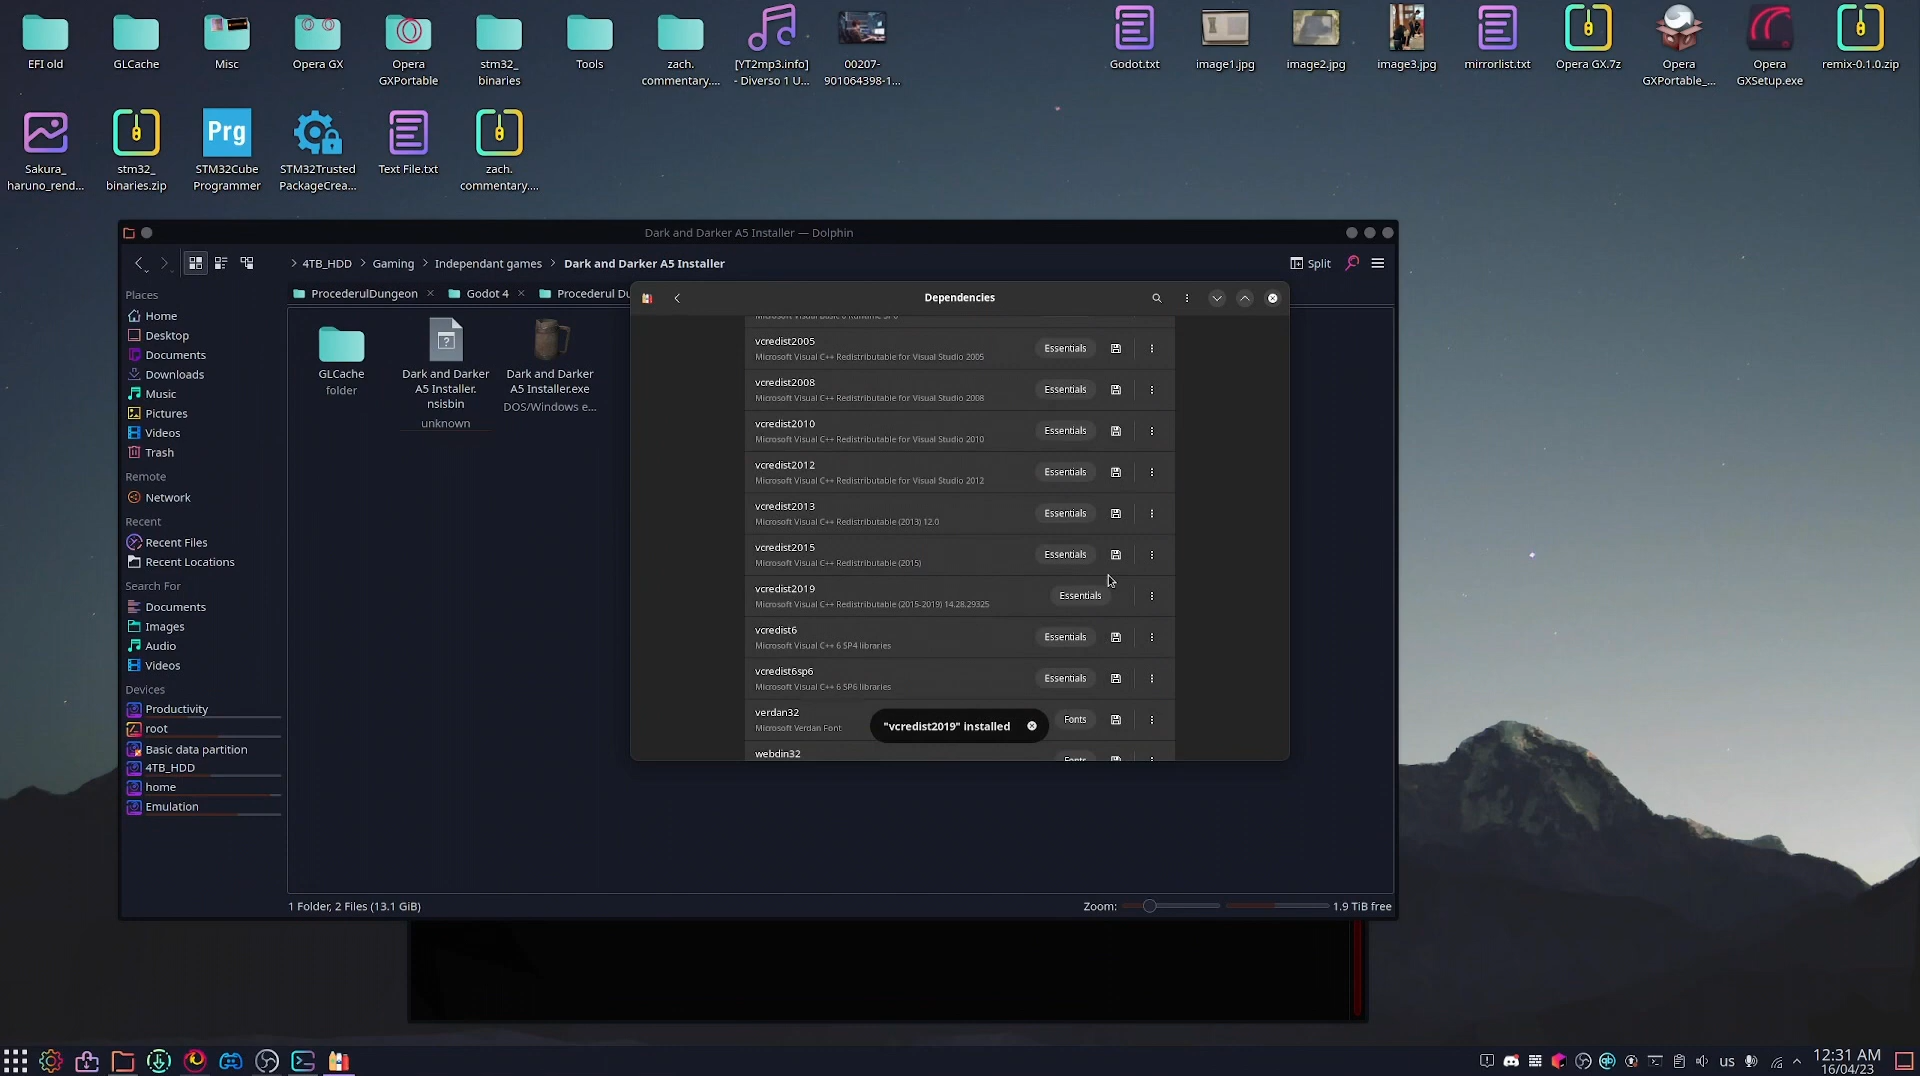 EFI old
GLCache
Misc
Opera GX
Opera
GXPortable
stm32_
binaries
Tools
zach.
commentary....
[YT2mp3.info]
- Diverso 1 U...
00207-
901064398-1...
Godot.txt
image1.jpg
image2.jpg
image3.jpg
mirrorlist.txt
Opera GX.7z
Opera
GXPortable_...
Opera
GXSetup.exe
remix-0.1.0.zip
Sakura_
haruno_rend...
stm32_
binaries.zip
Prg
STM32Cube
Programmer
STM32Trusted
PackageCrea...
Text File.txt
zach.
commentary....
Dark and Darker A5 Installer — Dolphin
4TB_HDD
Gaming
Independant games
Dark and Darker A5 Installer
Split
Places
Home
Desktop
Documents
Downloads
Music
Pictures
Videos
Trash
Remote
Network
Recent
Recent Files
Recent Locations
Search For
Documents
Images
Audio
Videos
Devices
Productivity
root
Basic data partition
4TB_HDD
home
Emulation
ProcederulDungeon
Godot 4
Procederul Du
GLCache
folder
Dark and Darker
A5 Installer.
nsisbin
unknown
Dark and Darker
A5 Installer.exe
DOS/Windows e...
Dependencies
Microsoft Visual Basic 6 Runtime SP6
vcredist2005
Microsoft Visual C++ Redistributable for Visual Studio 2005
Essentials
vcredist2008
Microsoft Visual C++ Redistributable for Visual Studio 2008
Essentials
vcredist2010
Microsoft Visual C++ Redistributable for Visual Studio 2010
Essentials
vcredist2012
Microsoft Visual C++ Redistributable for Visual Studio 2012
Essentials
vcredist2013
Microsoft Visual C++ Redistributable (2013) 12.0
Essentials
vcredist2015
Microsoft Visual C++ Redistributable (2015)
Essentials
vcredist2019
Microsoft Visual C++ Redistributable (2015-2019) 14.28.29325
Essentials
vcredist6
Microsoft Visual C++ 6 SP4 libraries
Essentials
vcredist6sp6
Microsoft Visual C++ 6 SP6 libraries
Essentials
verdan32
Microsoft Verdan Font
Fonts
"vcredist2019" installed
webdin32
Fonts
1 Folder, 2 Files (13.1 GiB)
Zoom:
1.9 TiB free
us
12:31 AM
16/04/23